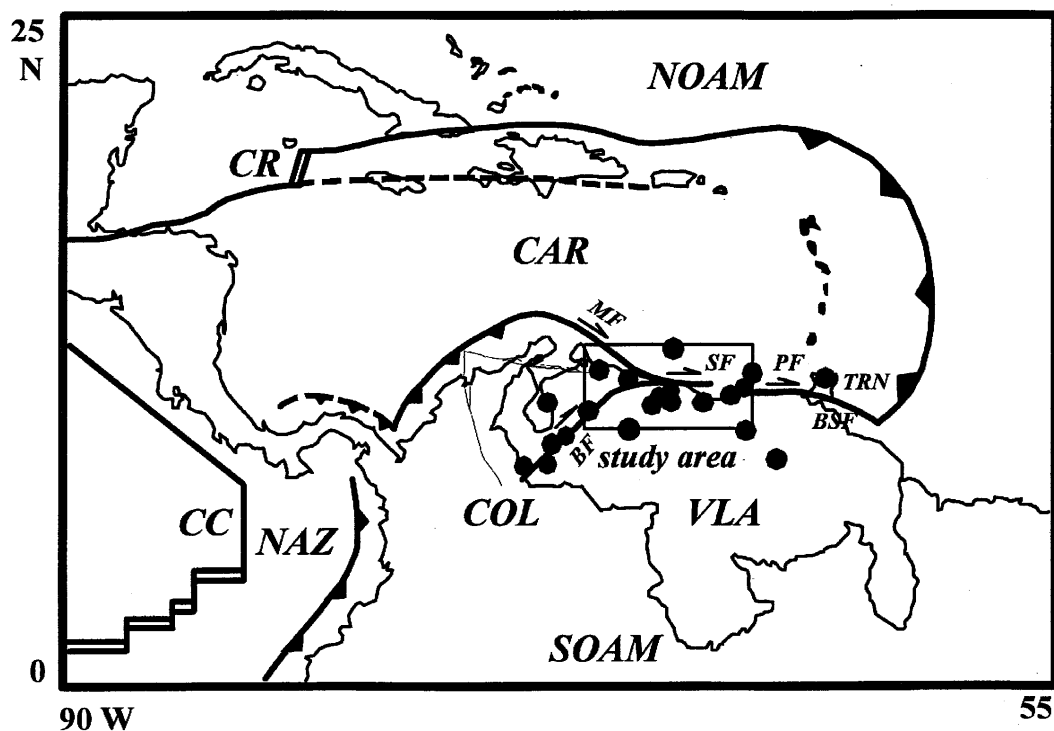 25
N
NOAM
CR
CAR
MF
SF
PF
TRN
BSF
BF
study area
COL
VLA
CC
NAZ
SOAM
0
90 W
55